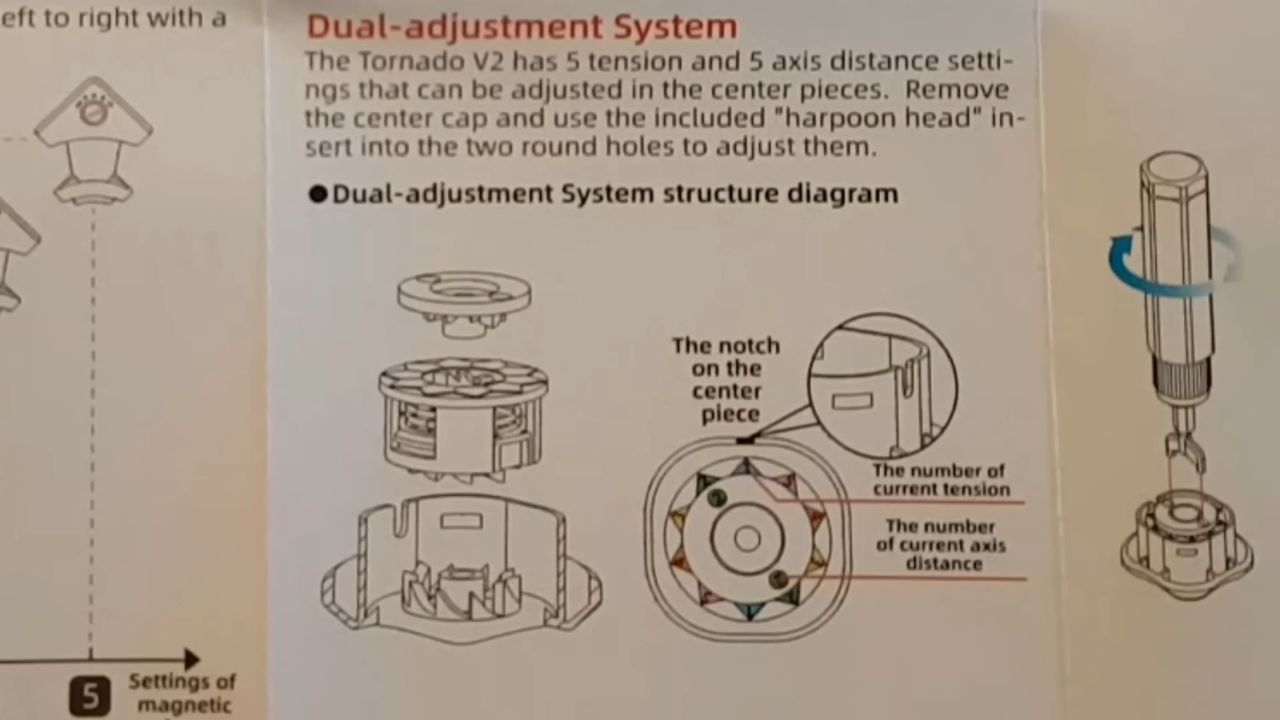 eft to right with a
Dual-adjustment System
The Tornado V2 has 5 tension and 5 axis distance setti-
ngs that can be adjusted in the center pieces. Remove
the center cap and use the included "harpoon head" in-
sert into the two round holes to adjust them.
●Dual-adjustment System structure diagram
The notch
on the
center
piece
The number of
current tension
The number
of current axis
distance
5
Settings of
magnetic